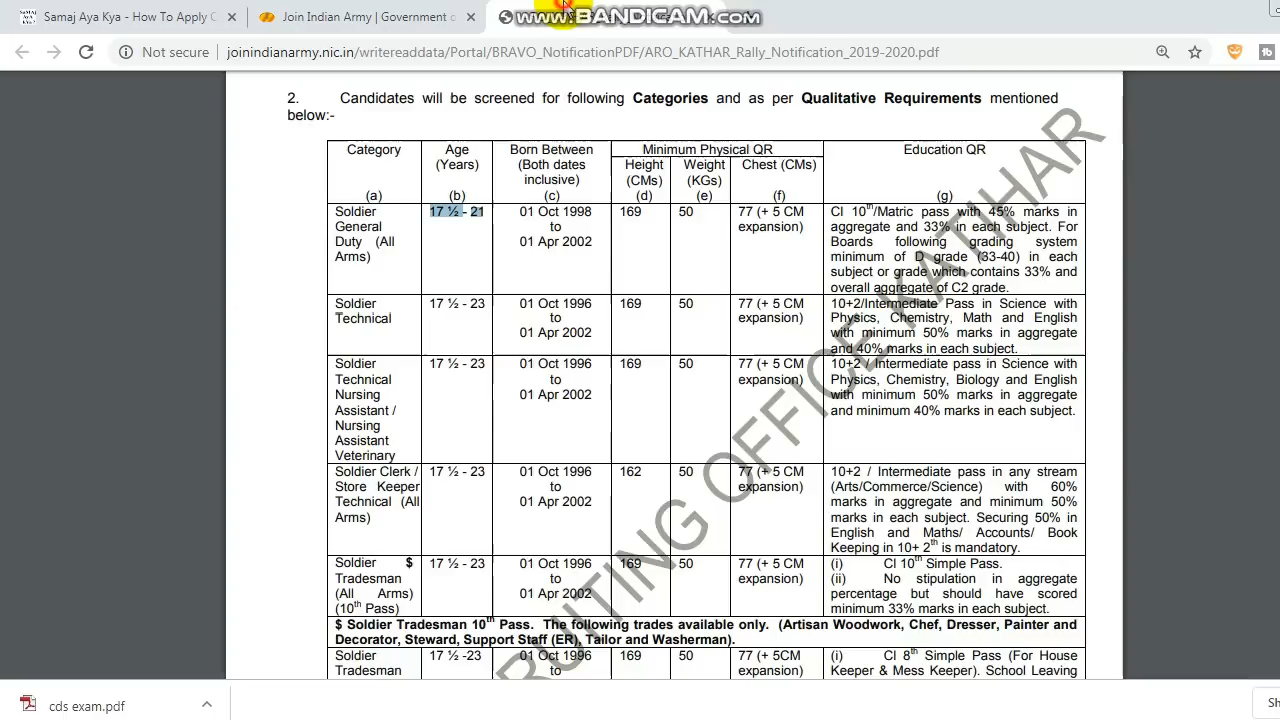 Samaj Aya Kya - How To Apply C
Join Indian Army | Government o
www.BANDICAM.com
Not secure | joinindianarmy.nic.in/writereaddata/Portal/BRAVO_NotificationPDF/ARO_KATHAR_Rally_Notification_2019-2020.pdf
2. Candidates will be screened for following Categories and as per Qualitative Requirements mentioned
below:-
Category (a)
Age (Years) (b)
Born Between (Both dates inclusive) (c)
Minimum Physical QR
Height (CMs) (d)
Weight (KGs) (e)
Chest (CMs) (f)
Education QR (g)
Soldier 17 ½ - 21 01 Oct 1998 169 50 77 (+ 5 CM Cl 10th/Matric pass with 45% marks in
General to expansion) aggregate and 33% in each subject. For
Duty (All 01 Apr 2002 Boards following grading system
Arms) minimum of D grade (33-40) in each
subject or grade which contains 33% and
overall aggregate of C2 grade.
Soldier 17 ½ - 23 01 Oct 1996 169 50 77 (+ 5 CM 10+2/Intermediate Pass in Science with
Technical to expansion) Physics, Chemistry, Math and English
01 Apr 2002 with minimum 50% marks in aggregate
and 40% marks in each subject.
Soldier 17 ½ - 23 01 Oct 1996 169 50 77 (+ 5 CM 10+2 / Intermediate pass in Science with
Technical to expansion) Physics, Chemistry, Biology and English
Nursing 01 Apr 2002 with minimum 50% marks in aggregate
Assistant / and minimum 40% marks in each subject.
Nursing
Assistant
Veterinary
Soldier Clerk / 17 ½ - 23 01 Oct 1996 162 50 77 (+ 5 CM 10+2 / Intermediate pass in any stream
Store Keeper to expansion) (Arts/Commerce/Science) with 60%
Technical (All 01 Apr 2002 marks in aggregate and minimum 50%
Arms) marks in each subject. Securing 50% in
English and Maths/ Accounts/ Book
Keeping in 10+ 2th is mandatory.
Soldier $ 17 ½ - 23 01 Oct 1996 169 50 77 (+ 5 CM (i) Cl 10th Simple Pass.
Tradesman to expansion) (ii) No stipulation in aggregate
(All Arms) 01 Apr 2002 percentage but should have scored
(10th Pass) minimum 33% marks in each subject.
$ Soldier Tradesman 10th Pass. The following trades available only. (Artisan Woodwork, Chef, Dresser, Painter and
Decorator, Steward, Support Staff (ER), Tailor and Washerman).
Soldier 17 ½ -23 01 Oct 1996 169 50 77 (+ 5CM (i) Cl 8th Simple Pass (For House
Tradesman to expansion) Keeper & Mess Keeper). School Leaving
RUITING OFFICE KATIHAR
cds exam.pdf
Sh